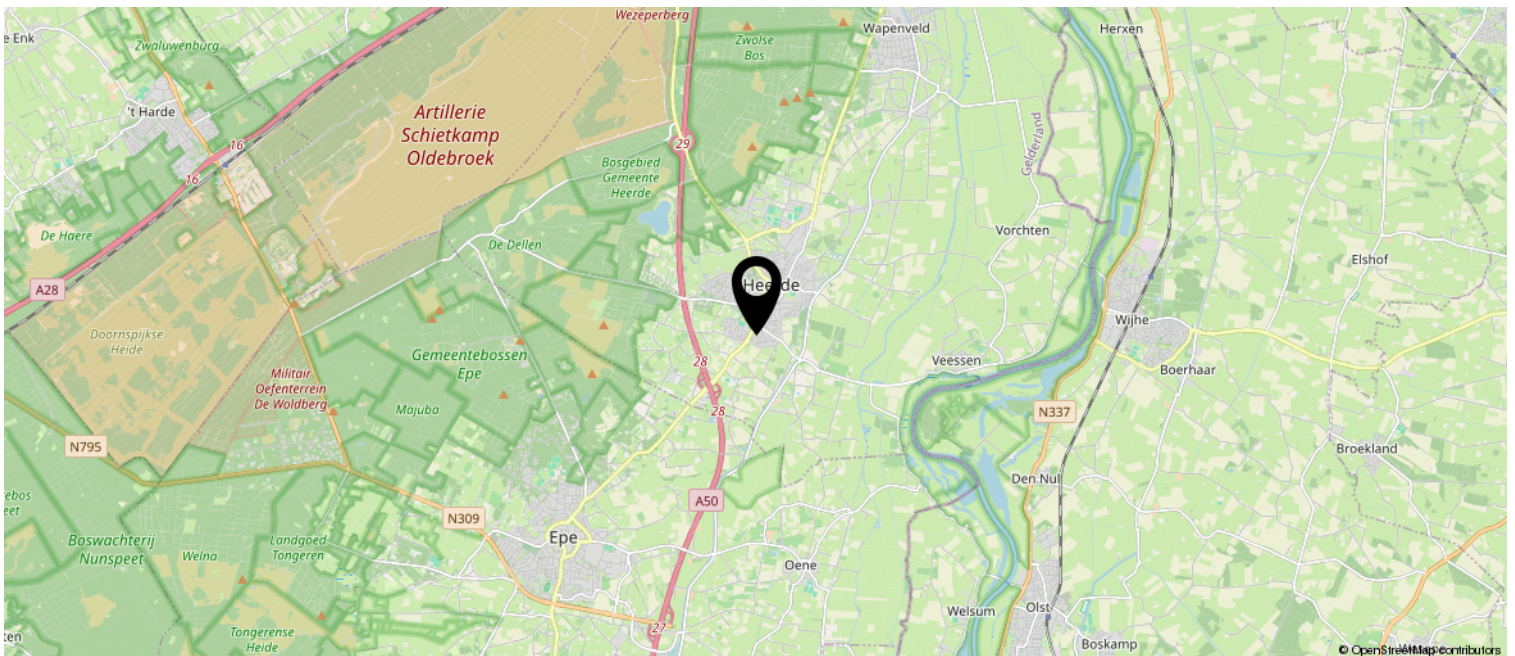 Wezeperberg
Wapenveld
Herxen
e Enk
Zwaluwenburg
Zwolse
Bos
't Harde
Artillerie
Schietkamp
Oldebroek
16
16
29
Gelderland
Bosgebied
Gemeente
Heerde
De Haere
De Dellen
Vorchten
Elshof
A28
Heerde
Wijhe
Doornspijkse
Heide
Gemeentebossen
Epe
28
Veessen
Boerhaar
Militair
Oefenterrein
De Woldberg
Majuba
28
N337
N795
Broekland
Den Nul
ebos
eet
A50
N309
Boswachterij
Nunspeet
Welna
Landgoed
Tongeren
Epe
Oene
Welsum
Olst
27
Tongerense
Heide
ten
Boskamp
© OpenStreetMap contributors